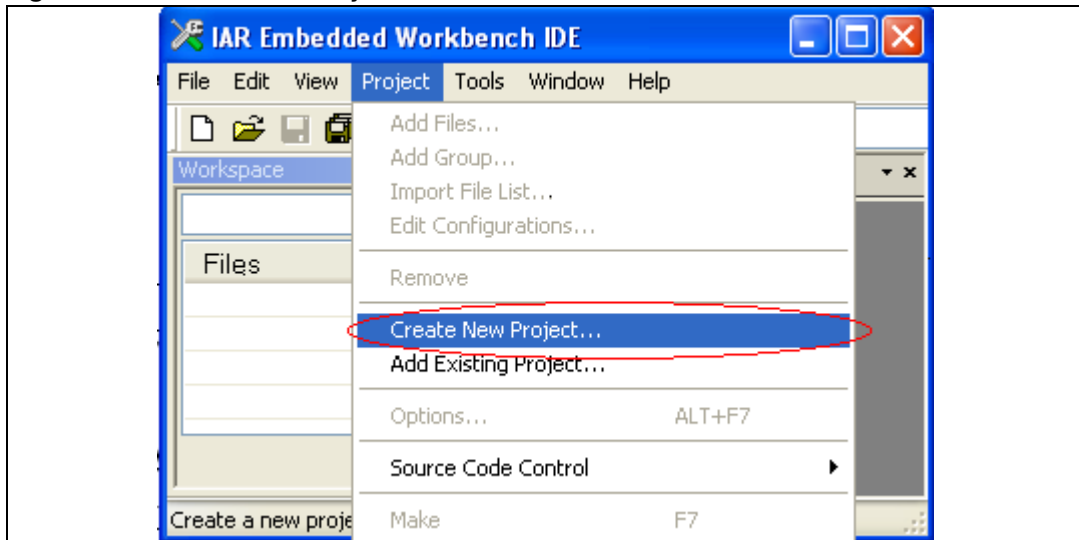 IAR Embedded Workbench IDE
File Edit View Project Tools Window Help
Add Files...
Workspace
Add Group...
Import File List...
Edit Configurations...
Files
Remove
Create New Project...
Add Existing Project...
Options... ALT+F7
Source Code Control
Create a new proje
Make F7